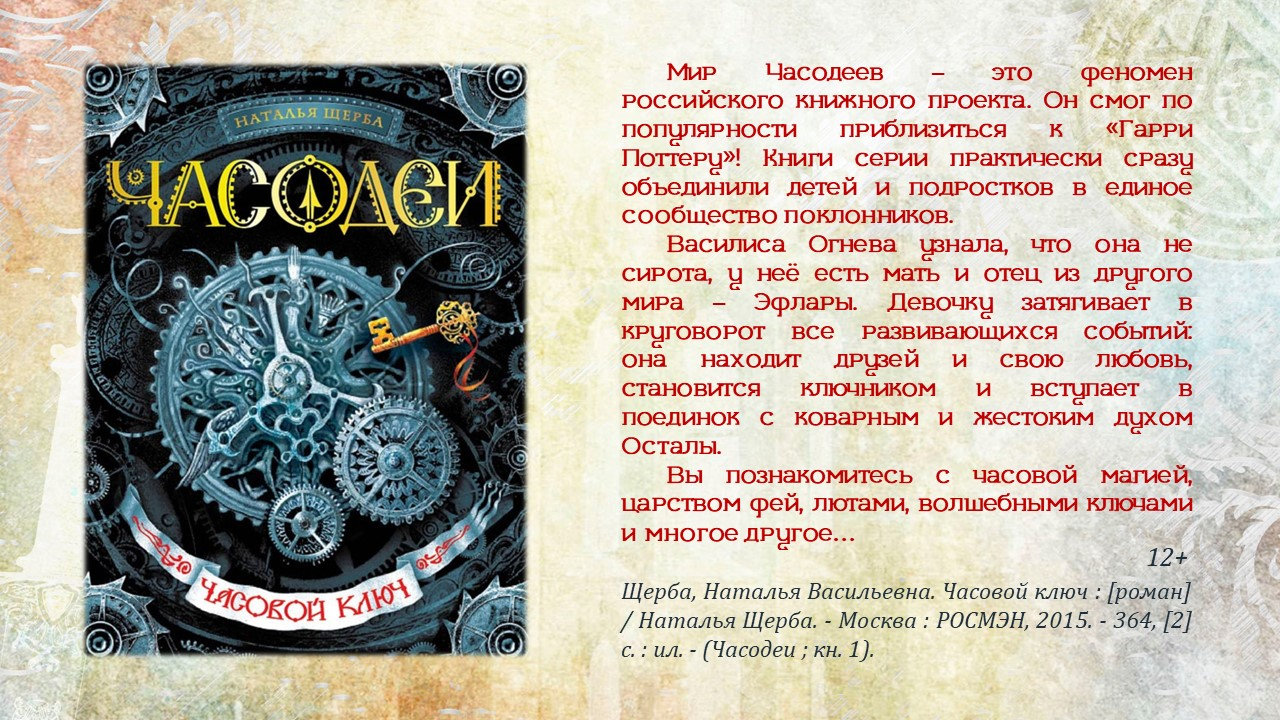 НАТАЛЬЯ ЩЕРБА
ЧАСОДЕИ
ЧАСОВОЙ КЛЮЧ
Мир Часодеев – это феномен
российского книжного проекта. Он смог по
популярности приблизиться к «Гарри
Поттеру»! Книги серии практически сразу
объединили детей и подростков в единое
сообщество поклонников.
Василиса Огнева узнала, что она не
сирота, у неё есть мать и отец из другого
мира – Эфлары. Девочку затягивает в
круговорот все развивающихся событий:
она находит друзей и свою любовь,
становится ключником и вступает в
поединок с коварным и жестоким духом
Осталы.
Вы познакомитесь с часовой магией,
царством фей, лютами, волшебными ключами
и многое другое...
12+
Щерба, Наталья Васильевна. Часовой ключ : [роман]
/ Наталья Щерба. - Москва : РОСМЭН, 2015. - 364, [2]
с. : ил. - (Часодеи ; кн. 1).